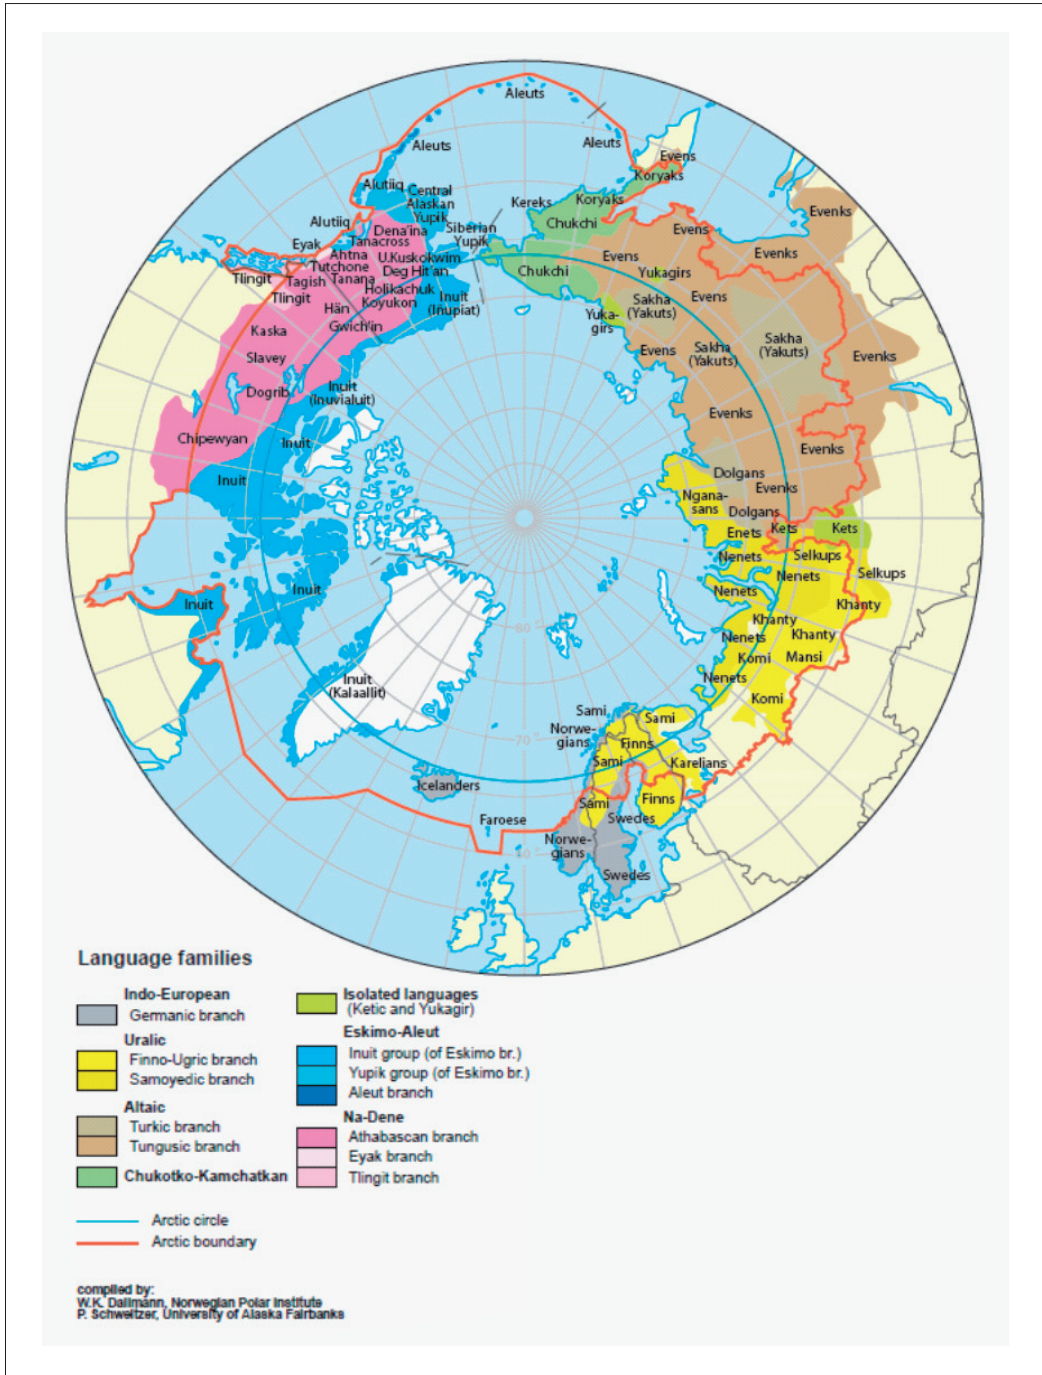 Aleuts
Aleuts
Aleuts
Evens
Koryaks
Alutiiq
Central
Alaskan
Yupik
Kereks
Koryaks
Chukchi
Siberian
Yupik
Alutiiq
Eyak
Dena'ina
Tanacross
Ahtna
Tutchone
Tanana
U.Kuskokwim
Deg Hit'an
Holikachuk
Koyukon
Tlingit
Tagish
Tlingit
Hän
Gwich'in
Inuit
(Inupiat)
Chukchi
Evens
Evens
Evenks
Evenks
Yukagirs
Yuka-
girs
Sakha
(Yakuts)
Evens
Evens
Sakha
(Yakuts)
Sakha
(Yakuts)
Evenks
Kaska
Slavey
Dogrib
Chipewyan
Inuit
(Inuvialuit)
Inuit
Inuit
Inuit
Inuit
Evenks
Evenks
Dolgans
Evenks
Ngana-
sans
Dolgans
Enets
Kets
Kets
Nenets
Selkups
Selkups
Nenets
Nenets
Khanty
Khanty
Khanty
Nenets
Komi
Mansi
Nenets
Komi
80°
Inuit
(Kalaallit)
Sami,
Norwe-
gians
Sami
Finns
Sami
Karelians
70°
Icelanders
Faroese
Sami
Finns
Swedes
Norwe-
gians
Swedes
60°
Language families
Indo-European
Germanic branch
Uralic
Finno-Ugric branch
Samoyedic branch
Altaic
Turkic branch
Tungusic branch
Chukotko-Kamchatkan
Isolated languages
(Ketic and Yukagir)
Eskimo-Aleut
Inuit group (of Eskimo br.)
Yupik group (of Eskimo br.)
Aleut branch
Na-Dene
Athabascan branch
Eyak branch
Tlingit branch
Arctic circle
Arctic boundary
compiled by:
W.K. Dallmann, Norwegian Polar Institute
P. Schweitzer, University of Alaska Fairbanks